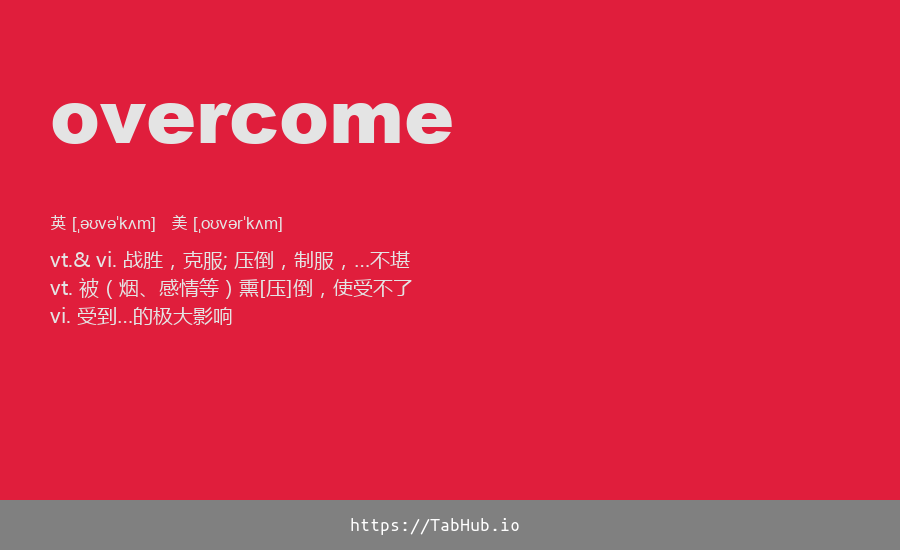 overcome
英 [ˌəʊvəˈkʌm] 美 [ˌoʊvərˈkʌm]
vt.& vi. 战胜，克服; 压倒，制服，...不堪
vt. 被（烟、感情等）熏[压]倒，使受不了
vi. 受到...的极大影响
https://TabHub.io